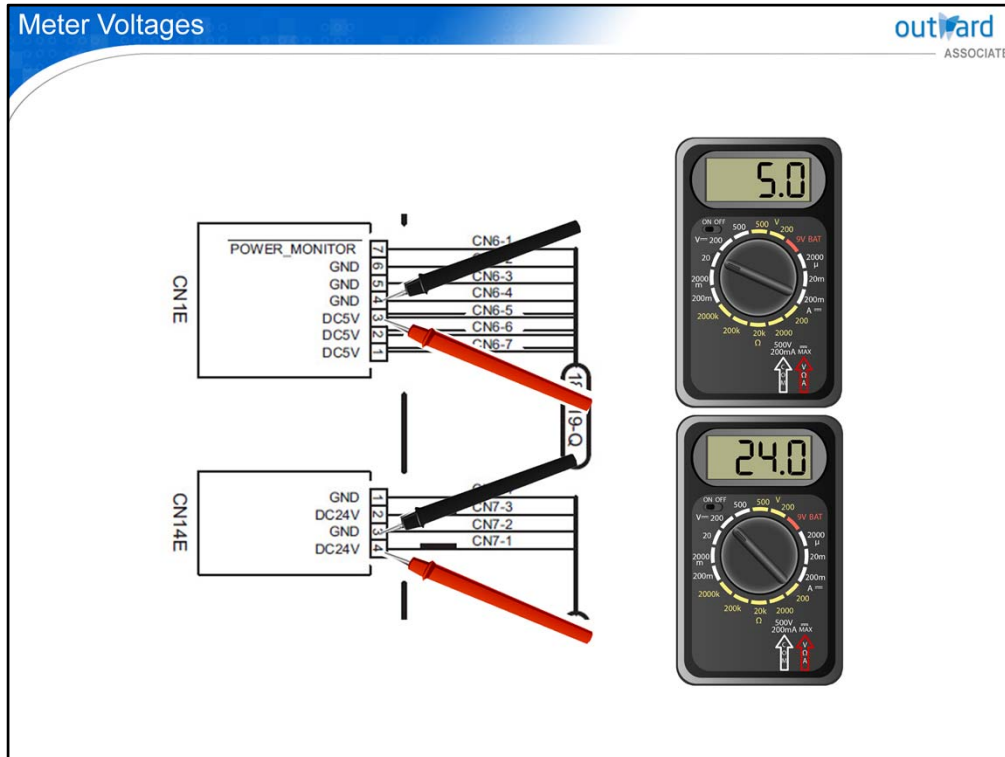 Meter Voltages
outward
ASSOCIATE
CN1E
POWER_MONITOR 7 CN6-1
GND 6
GND 5 CN6-3
GND 4 CN6-4
DC5V 3 CN6-5
DC5V 2 CN6-6
DC5V 1 CN6-7
19-Q
CN14E
GND 1
DC24V 2 CN7-3
GND 3 CN7-2
DC24V 4 CN7-1
5.0
ON OFF
500 V 200
500
V 200
9V BAT
20
2000 µ
2000 m
20m
200m
200m
A
2000k
200
200k
20k
2000
Ω
500V 200mA
MAX
COM
VΩA
24.0
ON OFF
500 V 200
500
V 200
9V BAT
20
2000 µ
2000 m
20m
200m
200m
A
2000k
200
200k
20k
2000
Ω
500V 200mA
MAX
COM
VΩA